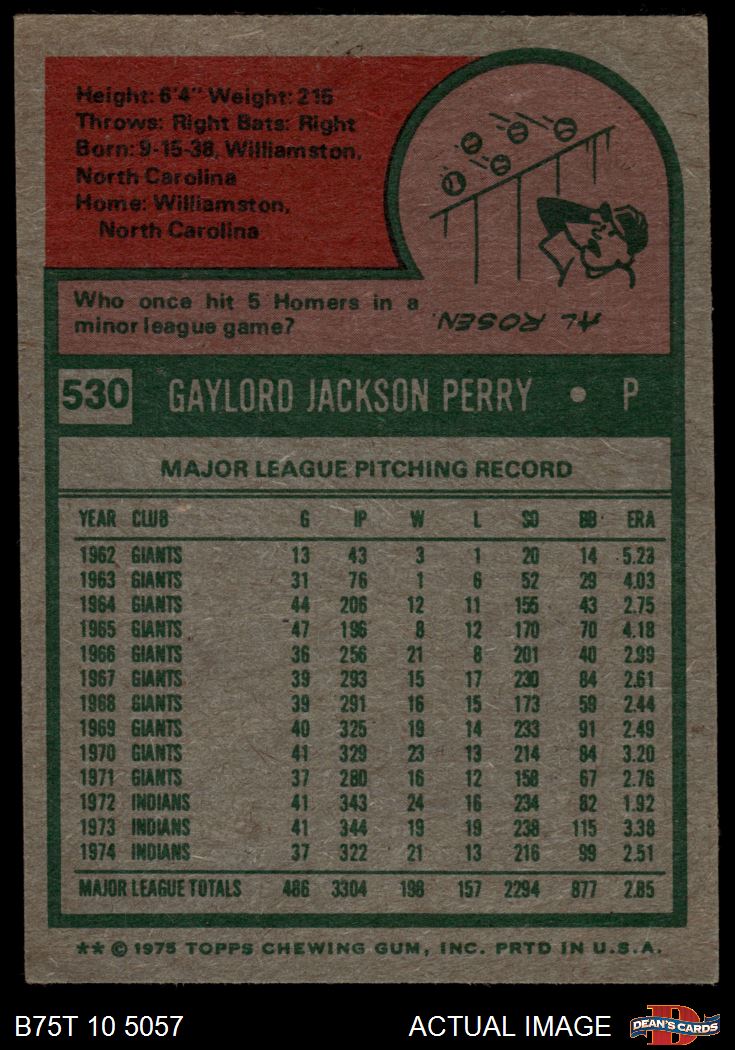 Height: 6'4" Weight: 215
Throws: Right Bats: Right
Born: 9-15-38, Williamston,
North Carolina
Home: Williamston,
North Carolina
Who once hit 5 Homers in a
minor league game?
AL ROSEN.
530 GAYLORD JACKSON PERRY • P
MAJOR LEAGUE PITCHING RECORD
YEAR CLUB G IP W L SO BB ERA
1962 GIANTS 13 43 3 1 20 14 5.23
1963 GIANTS 31 76 1 6 52 29 4.03
1964 GIANTS 44 206 12 11 155 43 2.75
1965 GIANTS 47 196 8 12 170 70 4.18
1966 GIANTS 36 256 21 8 201 40 2.99
1967 GIANTS 39 293 15 17 230 84 2.61
1968 GIANTS 39 291 16 15 173 59 2.44
1969 GIANTS 40 325 19 14 233 91 2.49
1970 GIANTS 41 329 23 13 214 84 3.20
1971 GIANTS 37 280 16 12 158 67 2.76
1972 INDIANS 41 343 24 16 234 82 1.92
1973 INDIANS 41 344 19 19 238 115 3.38
1974 INDIANS 37 322 21 13 216 99 2.51
MAJOR LEAGUE TOTALS 486 3304 198 157 2294 877 2.85
** © 1975 TOPPS CHEWING GUM, INC. PRTD IN U.S.A.
B75T 10 5057 ACTUAL IMAGE D DEAN'S CARDS